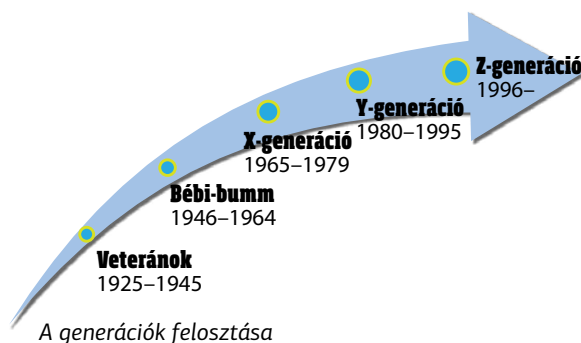 Z-generáció
1996–
Y-generáció
1980–1995
X-generáció
1965–1979
Bébi-bumm
1946–1964
Veteránok
1925–1945
A generációk felosztása